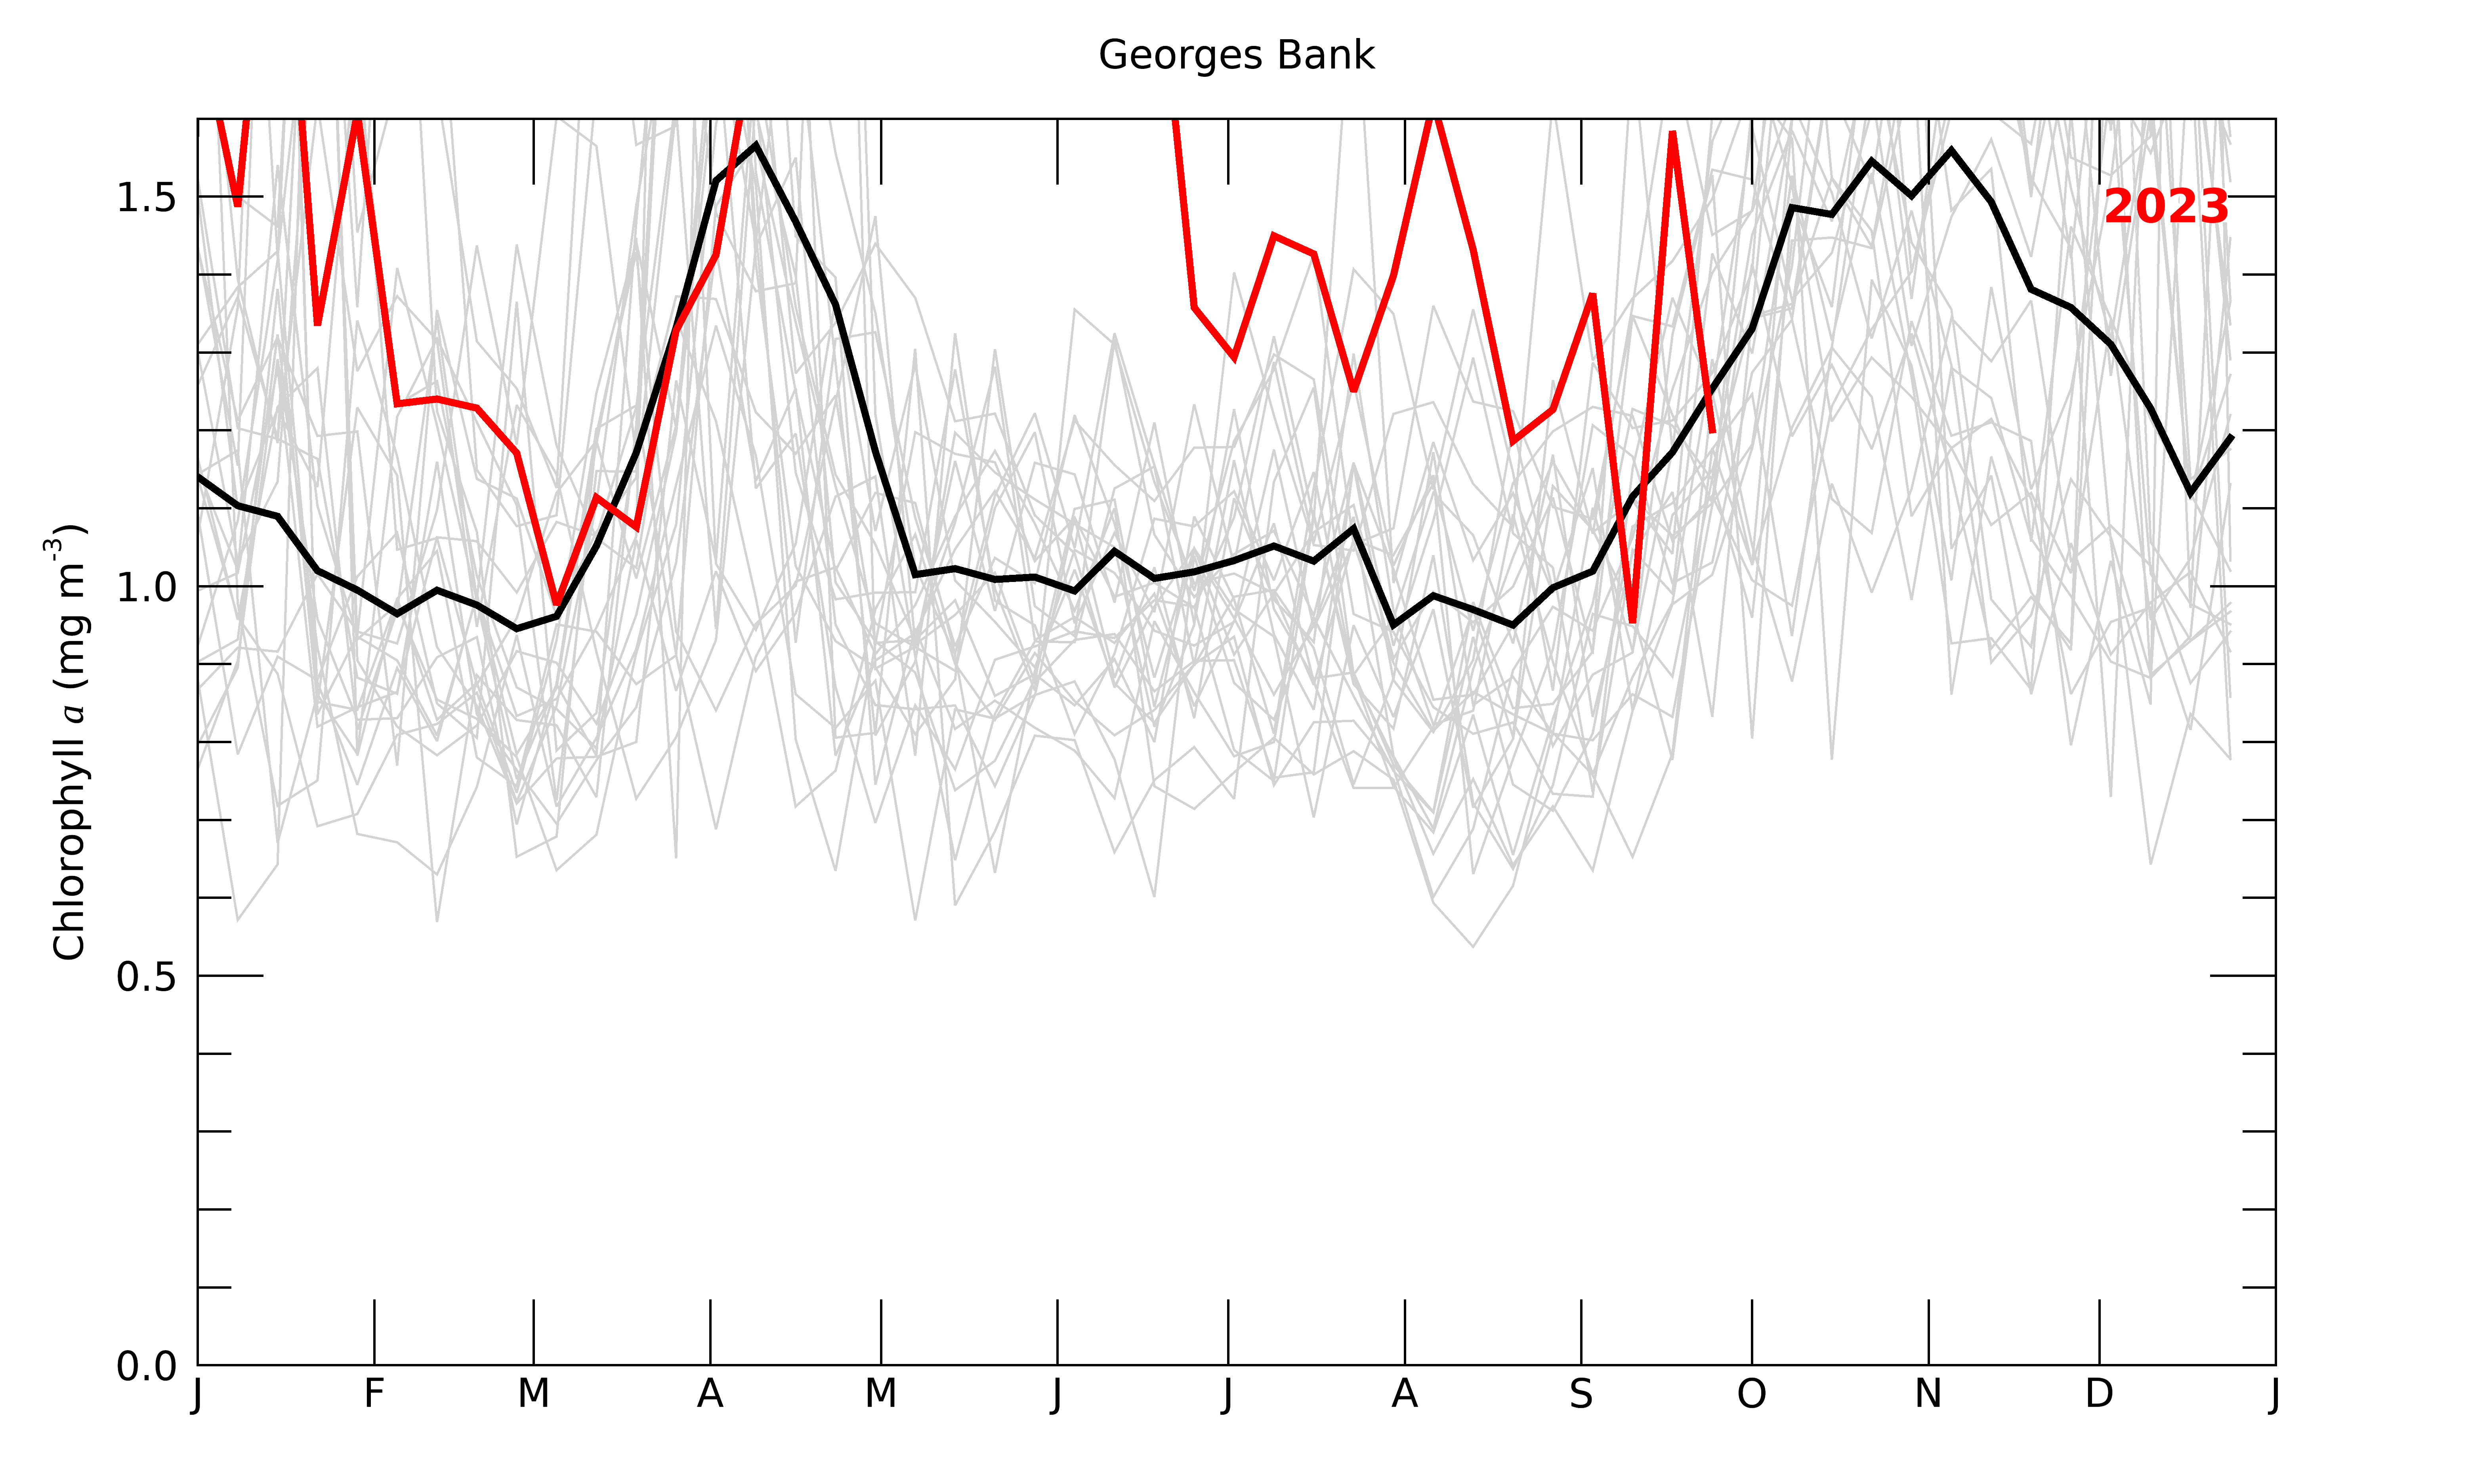 Georges Bank
2023
Chlorophyll a (mg m⁻³)
1.5
1.0
0.5
0.0
J F M A M J J A S O N D J